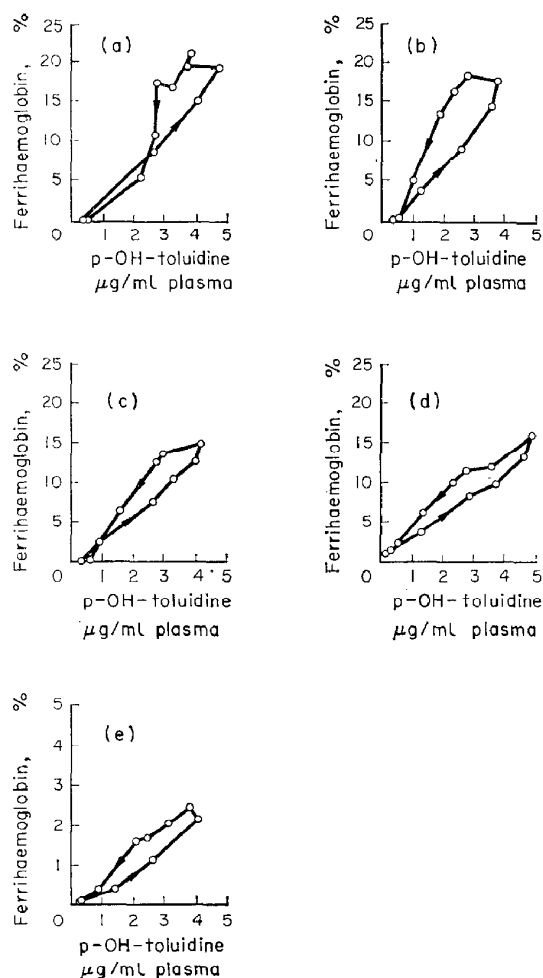 (a)
Ferrihaemoglobin, %
25
20
15
10
5
0 1 2 3 4 5
p-OH-toluidine
μg/ml plasma
(b)
Ferrihaemoglobin, %
25
20
15
10
5
0 1 2 3 4 5
p-OH-toluidine
μg/ml plasma
(c)
Ferrihaemoglobin, %
25
20
15
10
5
0 1 2 3 4 5
p-OH-toluidine
μg/ml plasma
(d)
Ferrihaemoglobin, %
25
20
15
10
5
0 1 2 3 4 5
p-OH-toluidine
μg/ml plasma
(e)
Ferrihaemoglobin, %
5
4
3
2
1
0 1 2 3 4 5
p-OH-toluidine
μg/ml plasma